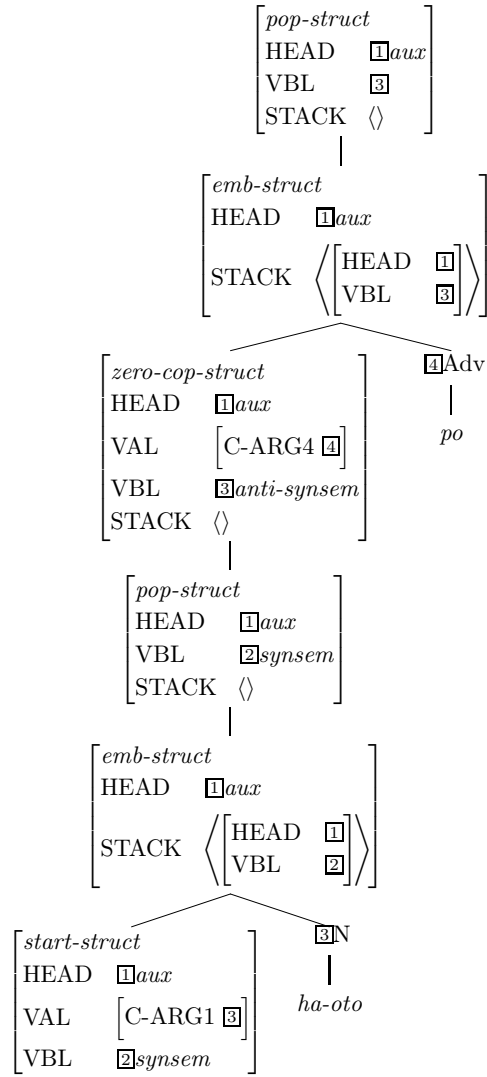 pop-struct
HEAD 1 aux
VBL 3
STACK ⟨⟩
emb-struct
HEAD 1 aux
STACK ⟨[HEAD 1
VBL 3]⟩
zero-cop-struct
HEAD 1 aux
VAL [C-ARG4 4]
VBL 3 anti-synsem
STACK ⟨⟩
4 Adv
po
pop-struct
HEAD 1 aux
VBL 2 synsem
STACK ⟨⟩
emb-struct
HEAD 1 aux
STACK ⟨[HEAD 1
VBL 2]⟩
start-struct
HEAD 1 aux
VAL [C-ARG1 3]
VBL 2 synsem
3 N
ha-oto